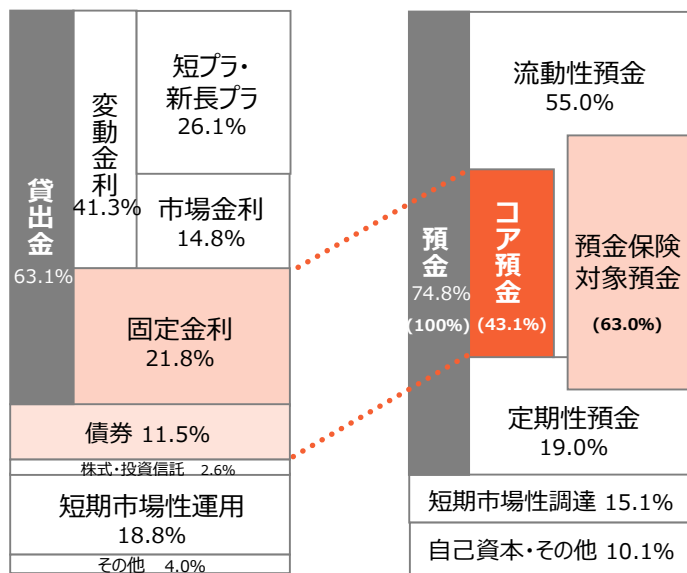 貸出金
63.1%
変動金利
41.3%
短プラ・
新長プラ
26.1%
市場金利
14.8%
固定金利
21.8%
債券 11.5%
株式・投資信託 2.6%
短期市場性運用
18.8%
その他 4.0%
預金
74.8%
(100%)
流動性預金
55.0%
コア預金
(43.1%)
預金保険
対象預金
(63.0%)
定期性預金
19.0%
短期市場性調達 15.1%
自己資本・その他 10.1%